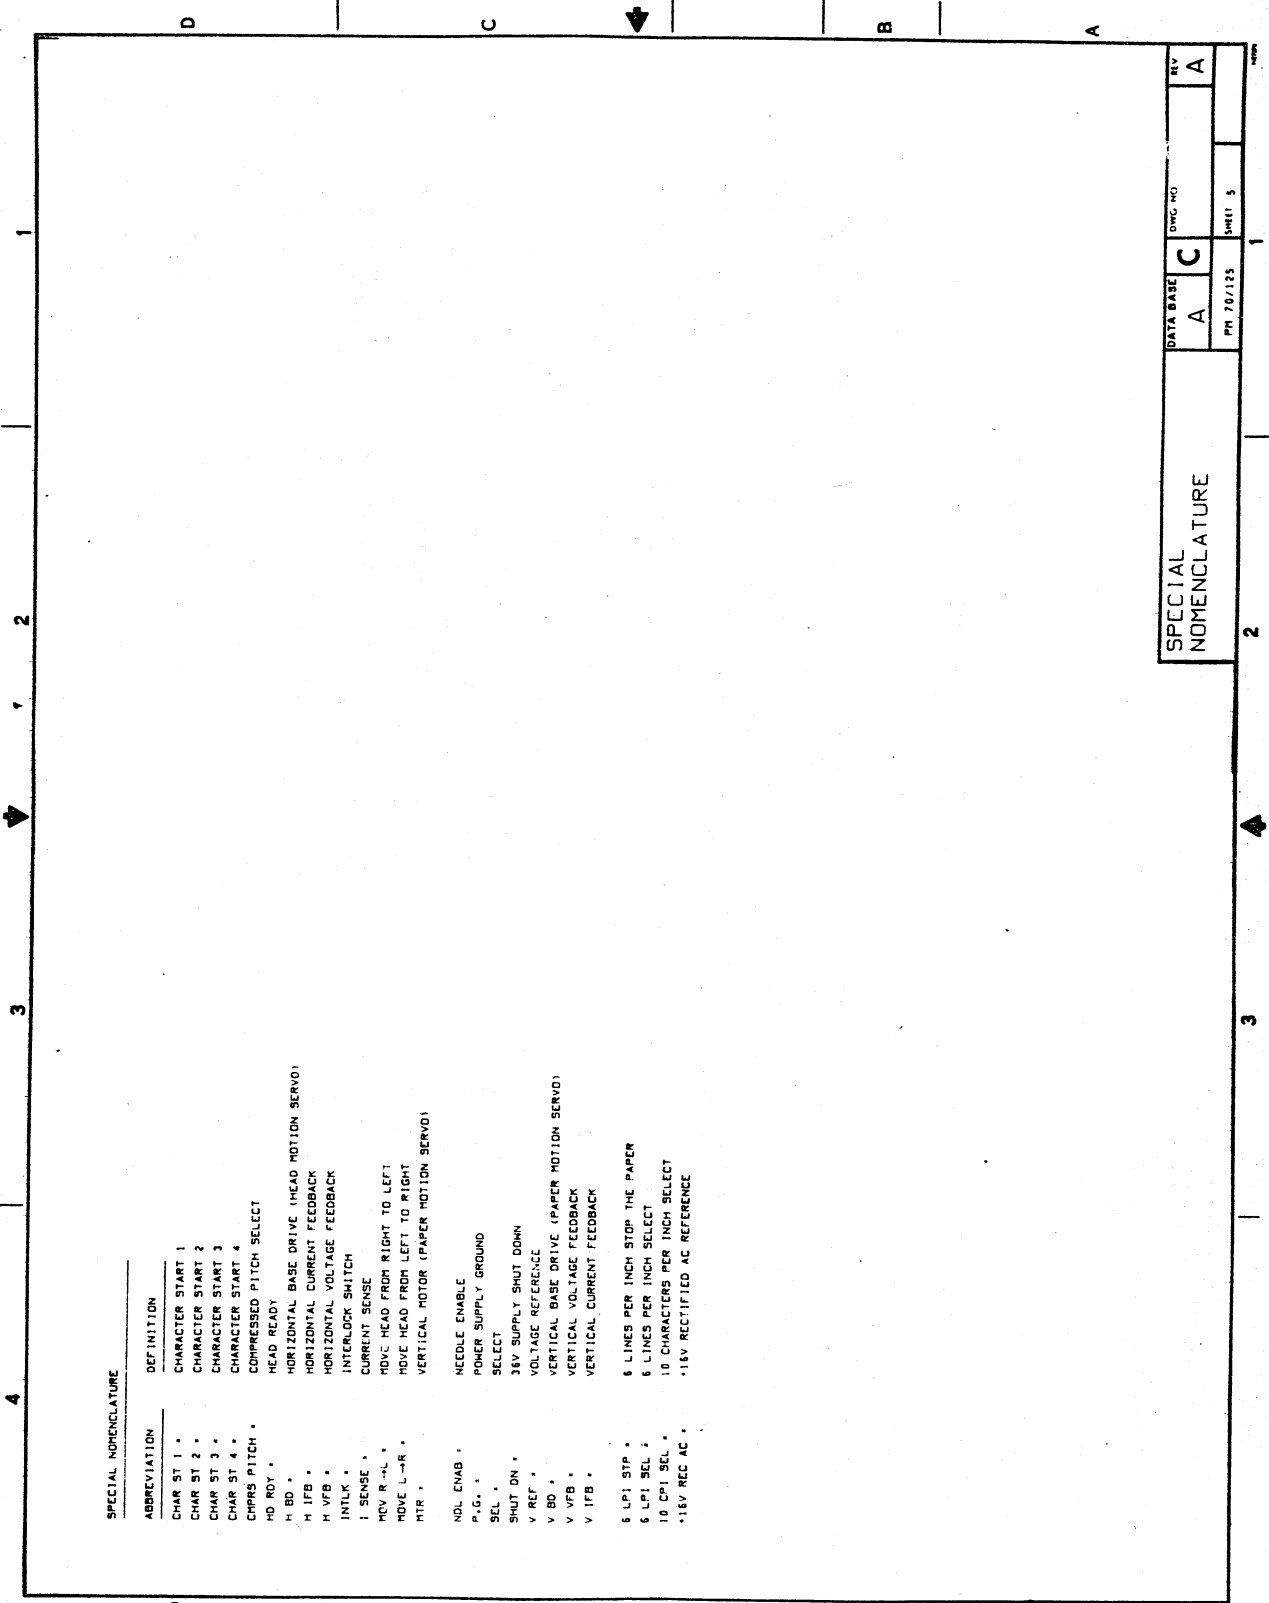 SPECIAL NOMENCLATURE
ABBREVIATION DEFINITION
CHAR ST 1 = CHARACTER START 1
CHAR ST 2 = CHARACTER START 2
CHAR ST 3 = CHARACTER START 3
CHAR ST 4 = CHARACTER START 4
CMPRS PITCH = COMPRESSED PITCH SELECT
HD RDY = HEAD READY
H BD = HORIZONTAL BASE DRIVE (HEAD MOTION SERVO)
H IFB = HORIZONTAL CURRENT FEEDBACK
H VFB = HORIZONTAL VOLTAGE FEEDBACK
INTLK = INTERLOCK SWITCH
I SENSE = CURRENT SENSE
MOV R→L = MOVE HEAD FROM RIGHT TO LEFT
MOVE L→R = MOVE HEAD FROM LEFT TO RIGHT
MTR = VERTICAL MOTOR (PAPER MOTION SERVO)
NDL ENAB = NEEDLE ENABLE
P.G. = POWER SUPPLY GROUND
SEL = SELECT
SHUT DN = 36V SUPPLY SHUT DOWN
V REF = VOLTAGE REFERENCE
V BD = VERTICAL BASE DRIVE (PAPER MOTION SERVO)
V VFB = VERTICAL VOLTAGE FEEDBACK
V IFB = VERTICAL CURRENT FEEDBACK
6 LPI STP = 6 LINES PER INCH STOP THE PAPER
6 LPI SEL = 6 LINES PER INCH SELECT
10 CPI SEL = 10 CHARACTERS PER INCH SELECT
+16V REC AC = +16V RECTIFIED AC REFERENCE
4 3 2 1
D
C
B
A
SPECIAL
NOMENCLATURE
DATA BASE
A
C
DWG NO
REV
A
PM 70/125
SHEET 5
3 2 1